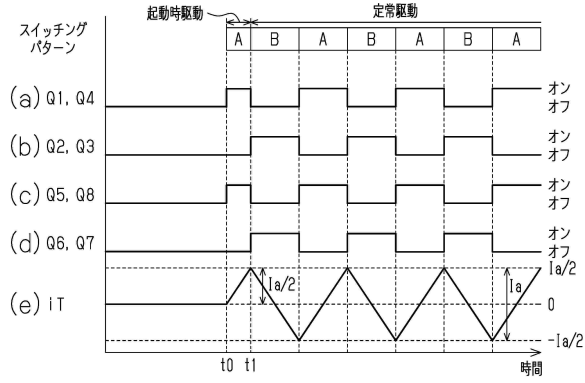 起動時駆動 定常駆動
スイッチング
パターン
A B A B A B A
(a) Q1, Q4 オン
オフ
(b) Q2, Q3 オン
オフ
(c) Q5, Q8 オン
オフ
(d) Q6, Q7 オン
オフ
Ia/2
(e) iT Ia/2 Ia 0
-Ia/2
t0 t1 時間